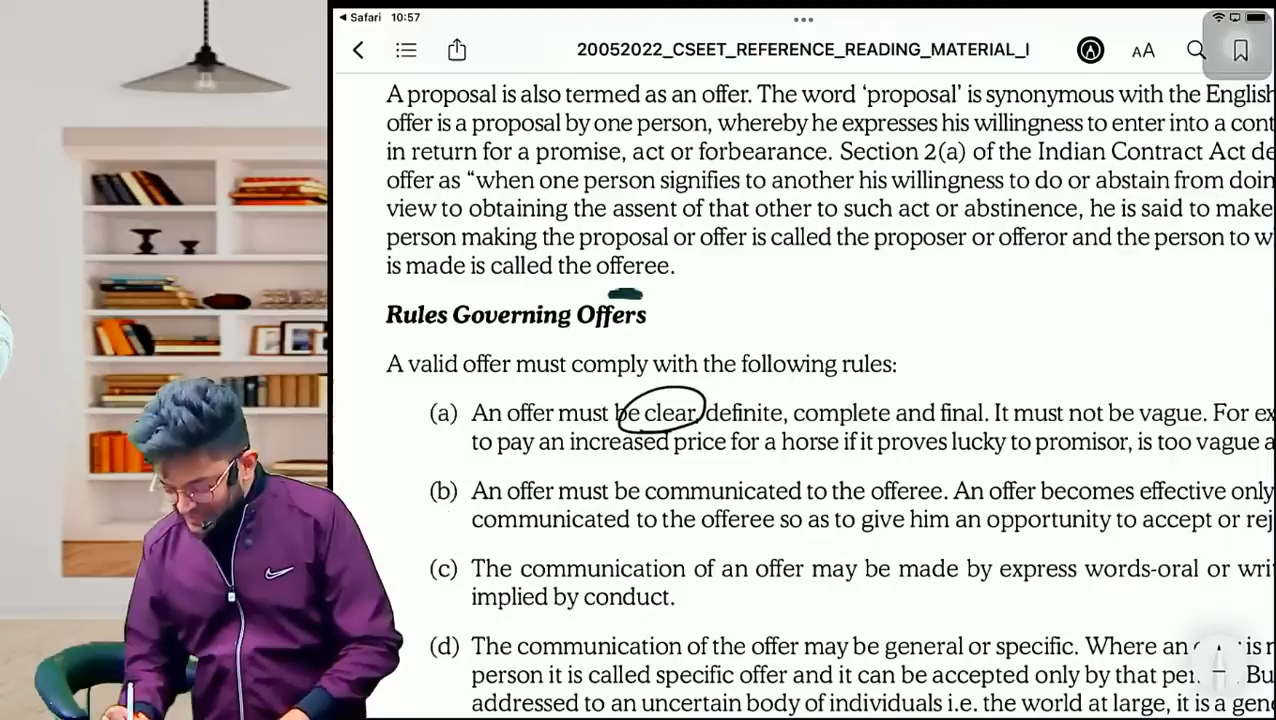 Safari 10:57
20052022_CSEET_REFERENCE_READING_MATERIAL_I
AA
A proposal is also termed as an offer. The word ‘proposal’ is synonymous with the English
offer is a proposal by one person, whereby he expresses his willingness to enter into a cont
in return for a promise, act or forbearance. Section 2(a) of the Indian Contract Act de
offer as “when one person signifies to another his willingness to do or abstain from doin
view to obtaining the assent of that other to such act or abstinence, he is said to make
person making the proposal or offer is called the proposer or offeror and the person to w
is made is called the offeree.
Rules Governing Offers
A valid offer must comply with the following rules:
(a) An offer must be clear, definite, complete and final. It must not be vague. For ex
to pay an increased price for a horse if it proves lucky to promisor, is too vague a
(b) An offer must be communicated to the offeree. An offer becomes effective only
communicated to the offeree so as to give him an opportunity to accept or rej
(c) The communication of an offer may be made by express words-oral or writ
implied by conduct.
(d) The communication of the offer may be general or specific. Where an is
person it is called specific offer and it can be accepted only by that Bu
addressed to an uncertain body of individuals i.e. the world at large, it is a gene